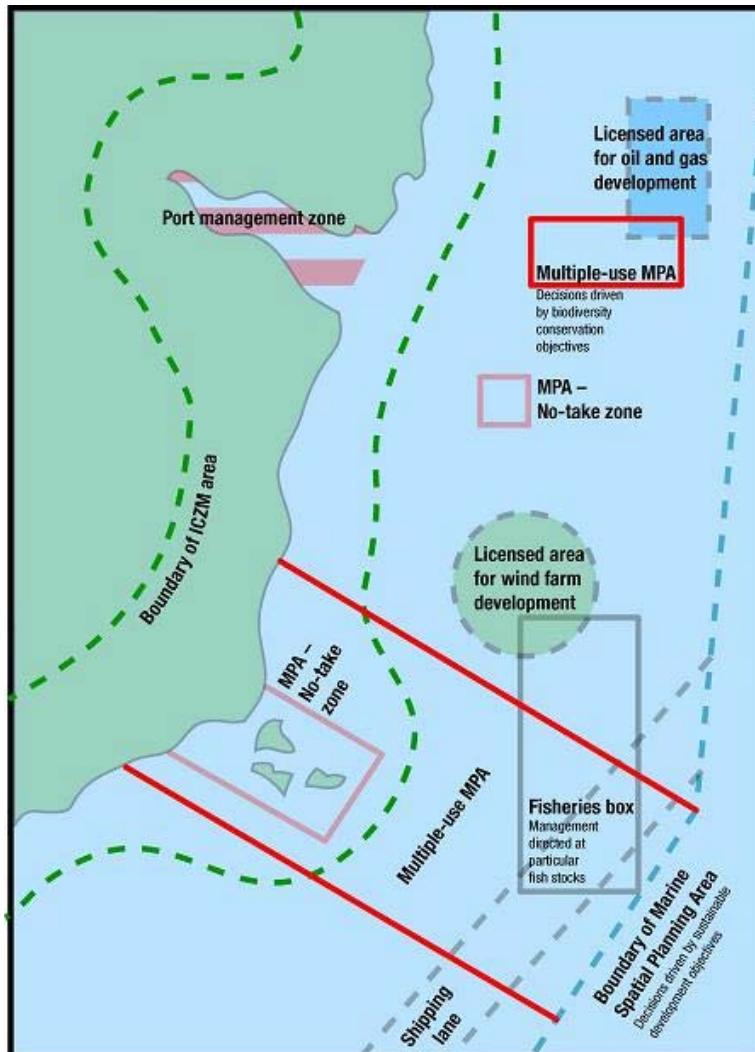 Licensed area
for oil and gas
development
Port management zone
Multiple-use MPA
Decisions driven
by biodiversity
conservation
objectives
MPA –
No-take zone
Boundary of ICZM area
Licensed area
for wind farm
development
MPA –
No-take
zone
Multiple-use MPA
Fisheries box
Management
directed at
particular
fish stocks
Boundary of Marine
Spatial Planning Area
Decisions driven by sustainable
development objectives
Shipping
lane